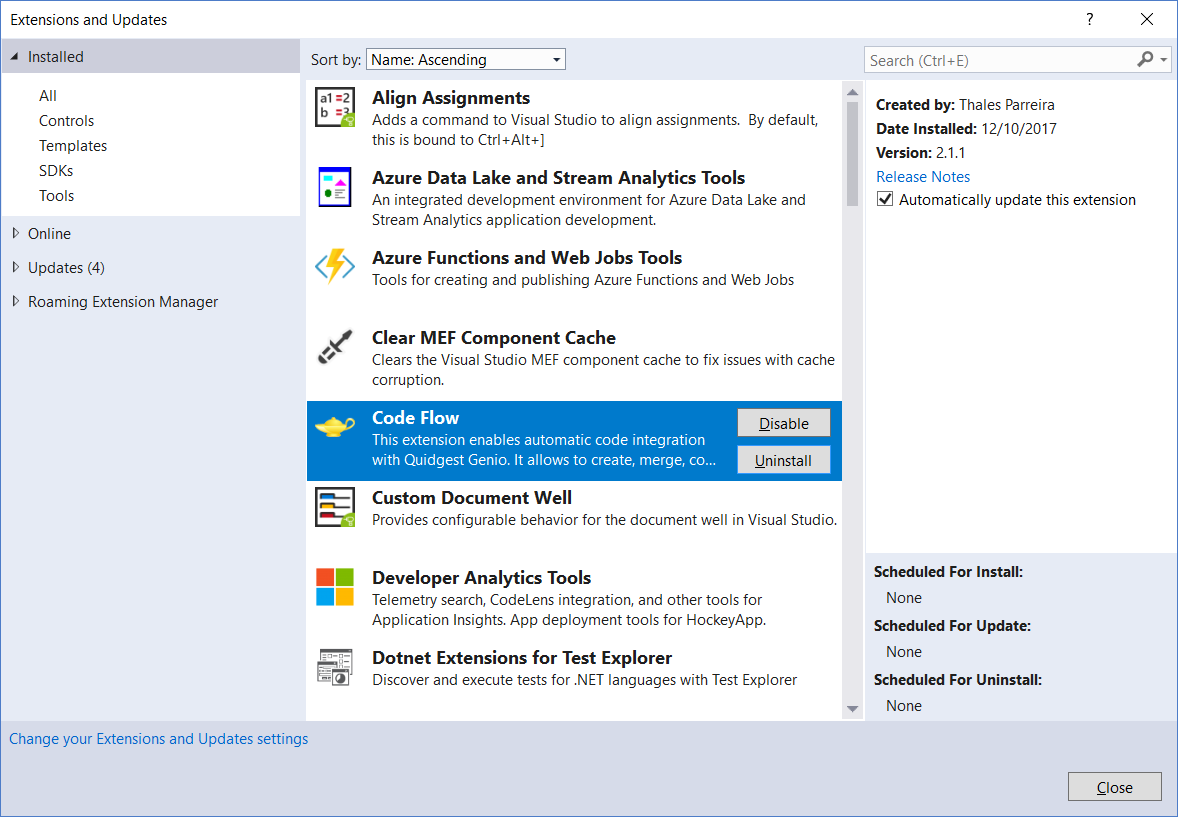 Extensions and Updates
?
Installed
All
Controls
Templates
SDKs
Tools
Online
Updates (4)
Roaming Extension Manager
Sort by: Name: Ascending
a1 =2
b =3
Align Assignments
Adds a command to Visual Studio to align assignments. By default,
this is bound to Ctrl+Alt+]
Azure Data Lake and Stream Analytics Tools
An integrated development environment for Azure Data Lake and
Stream Analytics application development.
Azure Functions and Web Jobs Tools
Tools for creating and publishing Azure Functions and Web Jobs
Clear MEF Component Cache
Clears the Visual Studio MEF component cache to fix issues with cache
corruption.
Code Flow
This extension enables automatic code integration
with Quidgest Genio. It allows to create, merge, co...
Disable
Uninstall
Custom Document Well
Provides configurable behavior for the document well in Visual Studio.
Developer Analytics Tools
Telemetry search, CodeLens integration, and other tools for
Application Insights. App deployment tools for HockeyApp.
Dotnet Extensions for Test Explorer
Discover and execute tests for .NET languages with Test Explorer
Search (Ctrl+E)
Created by: Thales Parreira
Date Installed: 12/10/2017
Version: 2.1.1
Release Notes
Automatically update this extension
Scheduled For Install:
None
Scheduled For Update:
None
Scheduled For Uninstall:
None
Change your Extensions and Updates settings
Close